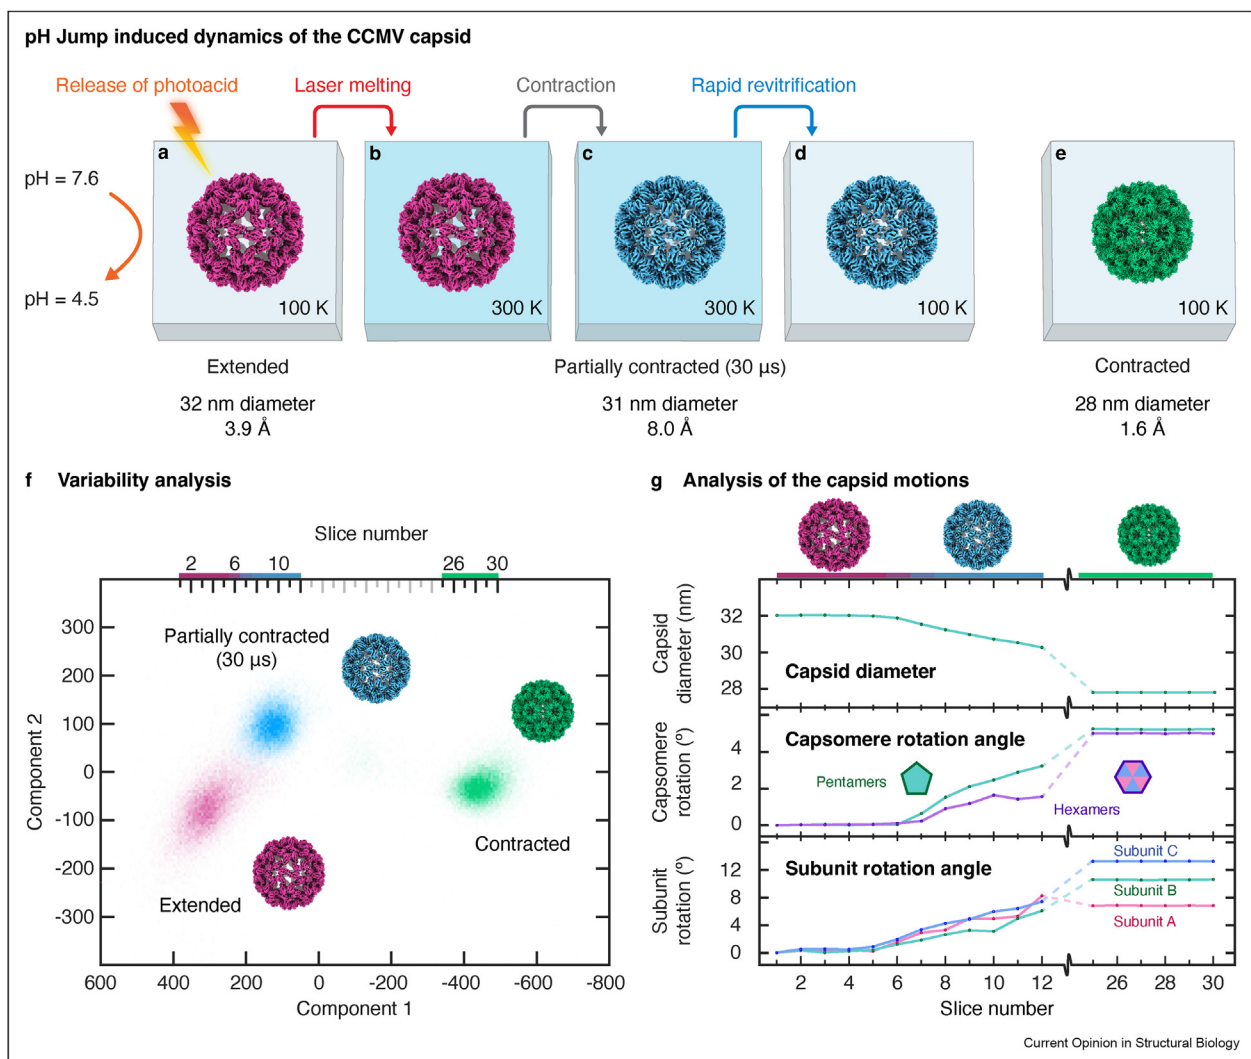 pH Jump induced dynamics of the CCMV capsid
Release of photoacid
Laser melting
Contraction
Rapid revitrification
pH = 7.6
pH = 4.5
a
100 K
b
300 K
c
300 K
d
100 K
e
100 K
Extended
32 nm diameter
3.9 Å
Partially contracted (30 µs)
31 nm diameter
8.0 Å
Contracted
28 nm diameter
1.6 Å
f Variability analysis
Slice number
2 6 10 26 30
Partially contracted
(30 µs)
Contracted
Extended
Component 2
300
200
100
0
-100
-200
-300
600 400 200 0 -200 -400 -600 -800
Component 1
g Analysis of the capsid motions
Capsid
diameter (nm)
32
30
28
Capsid diameter
Capsomere
rotation (º)
4
2
0
Capsomere rotation angle
Pentamers
Hexamers
Subunit
rotation (º)
12
8
4
0
Subunit rotation angle
Subunit C
Subunit B
Subunit A
2 4 6 8 10 12 26 28 30
Slice number
Current Opinion in Structural Biology